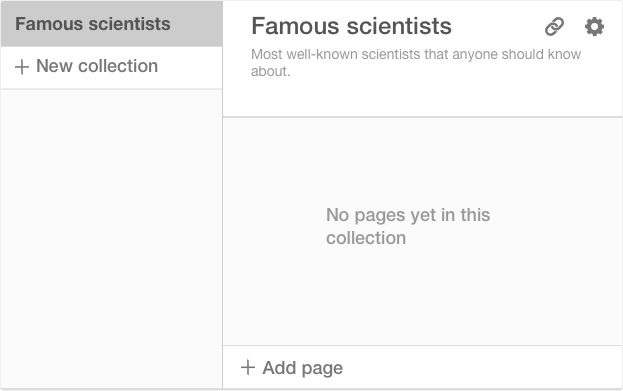 Famous scientists
+ New collection
Famous scientists
Most well-known scientists that anyone should know
about.
No pages yet in this
collection
+ Add page